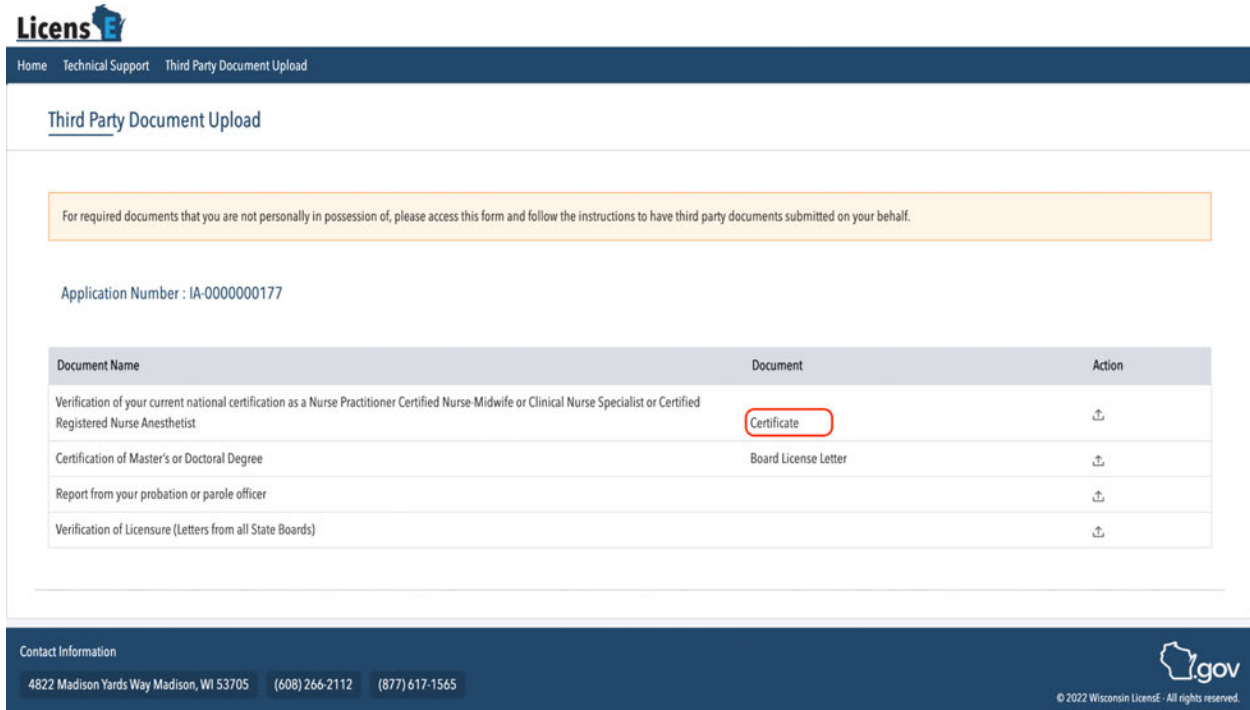 LicensE
Home Technical Support Third Party Document Upload
Third Party Document Upload
For required documents that you are not personally in possession of, please access this form and follow the instructions to have third party documents submitted on your behalf.
Application Number : IA-0000000177
Document Name Document Action
Verification of your current national certification as a Nurse Practitioner Certified Nurse-Midwife or Clinical Nurse Specialist or Certified
Registered Nurse Anesthetist Certificate
Certification of Master's or Doctoral Degree Board License Letter
Report from your probation or parole officer
Verification of Licensure (Letters from all State Boards)
Contact Information
4822 Madison Yards Way Madison, WI 53705 (608) 266-2112 (877) 617-1565
.gov
© 2022 Wisconsin LicensE - All rights reserved.